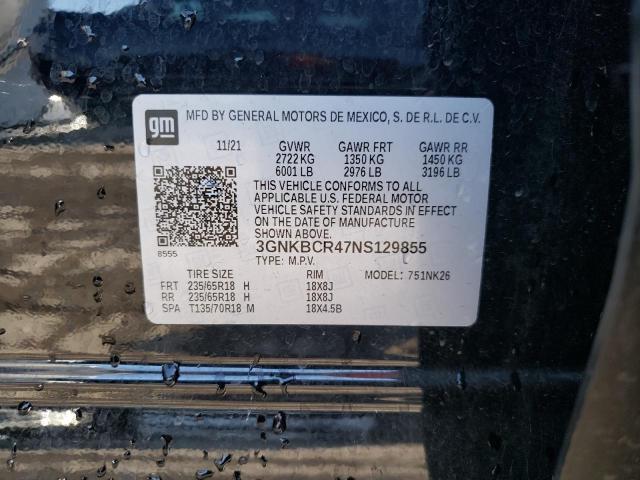 gm
MFD BY GENERAL MOTORS DE MEXICO, S. DE R.L. DE C.V.
11/21 GVWR GAWR FRT GAWR RR
2722 KG 1350 KG 1450 KG
6001 LB 2976 LB 3196 LB
THIS VEHICLE CONFORMS TO ALL
APPLICABLE U.S. FEDERAL MOTOR
VEHICLE SAFETY STANDARDS IN EFFECT
ON THE DATE OF MANUFACTURE
SHOWN ABOVE.
8555 3GNKBCR47NS129855
TYPE: M.P.V.
TIRE SIZE RIM MODEL: 751NK26
FRT 235/65R18 H 18X8J
RR 235/65R18 H 18X8J
SPA T135/70R18 M 18X4.5B